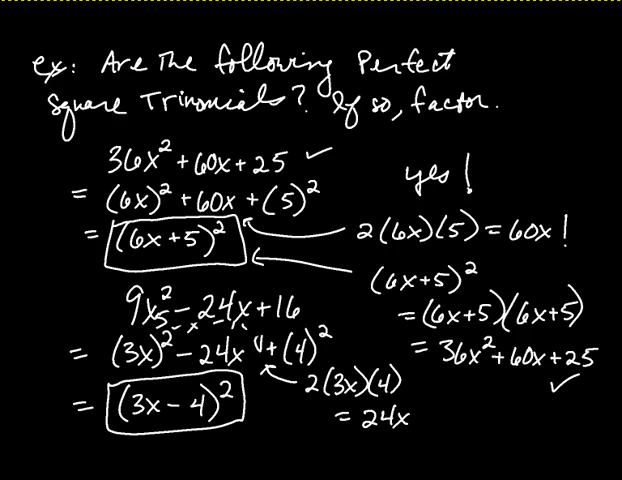 ex: Are the following Perfect
Square Trinomials? If so, factor.
36x² + 60x + 25 ✓
= (6x)² + 60x + (5)²
= (6x + 5)²
yes!
2(6x)(5) = 60x!
(6x+5)²
= (6x+5)(6x+5)
= 36x² + 60x + 25
✓
9x² - 24x + 16
= (3x)² - 24x + (4)²
2(3x)(4)
= 24x
= (3x - 4)²